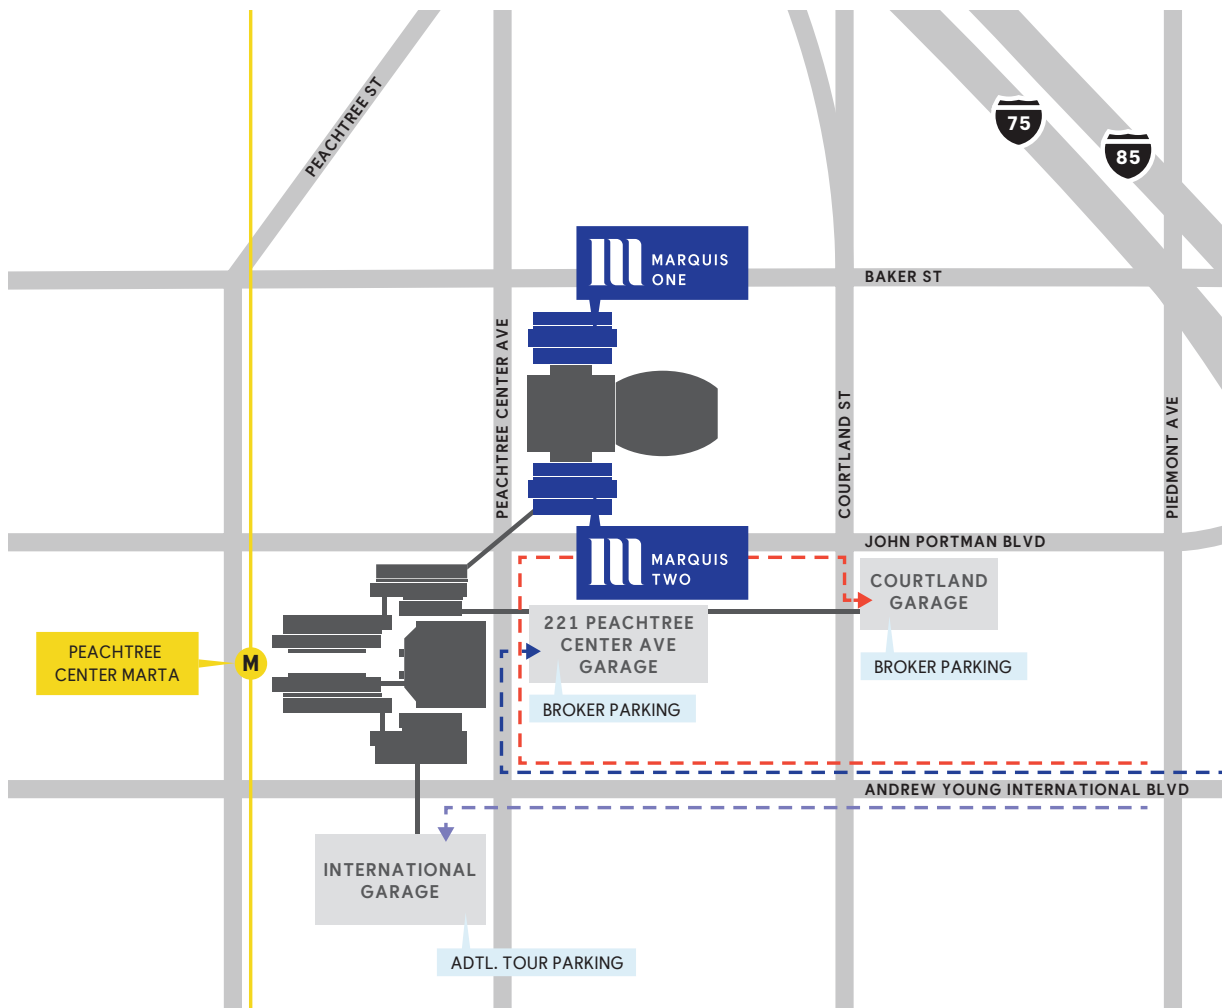 PEACHTREE ST
75
85
MARQUIS
ONE
BAKER ST
PEACHTREE CENTER AVE
COURTLAND ST
PIEDMONT AVE
JOHN PORTMAN BLVD
MARQUIS
TWO
COURTLAND
GARAGE
221 PEACHTREE
CENTER AVE
GARAGE
PEACHTREE
CENTER MARTA
M
BROKER PARKING
BROKER PARKING
ANDREW YOUNG INTERNATIONAL BLVD
INTERNATIONAL
GARAGE
ADTL. TOUR PARKING